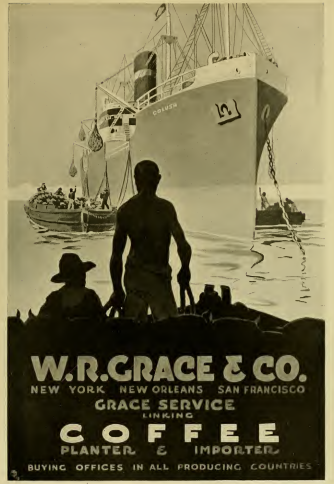 W.R.GRACE & CO.
NEW YORK NEW ORLEANS SAN FRANCISCO
GRACE SERVICE
LINKING
COFFEE
PLANTER & IMPORTER
BUYING OFFICES IN ALL PRODUCING COUNTRIES